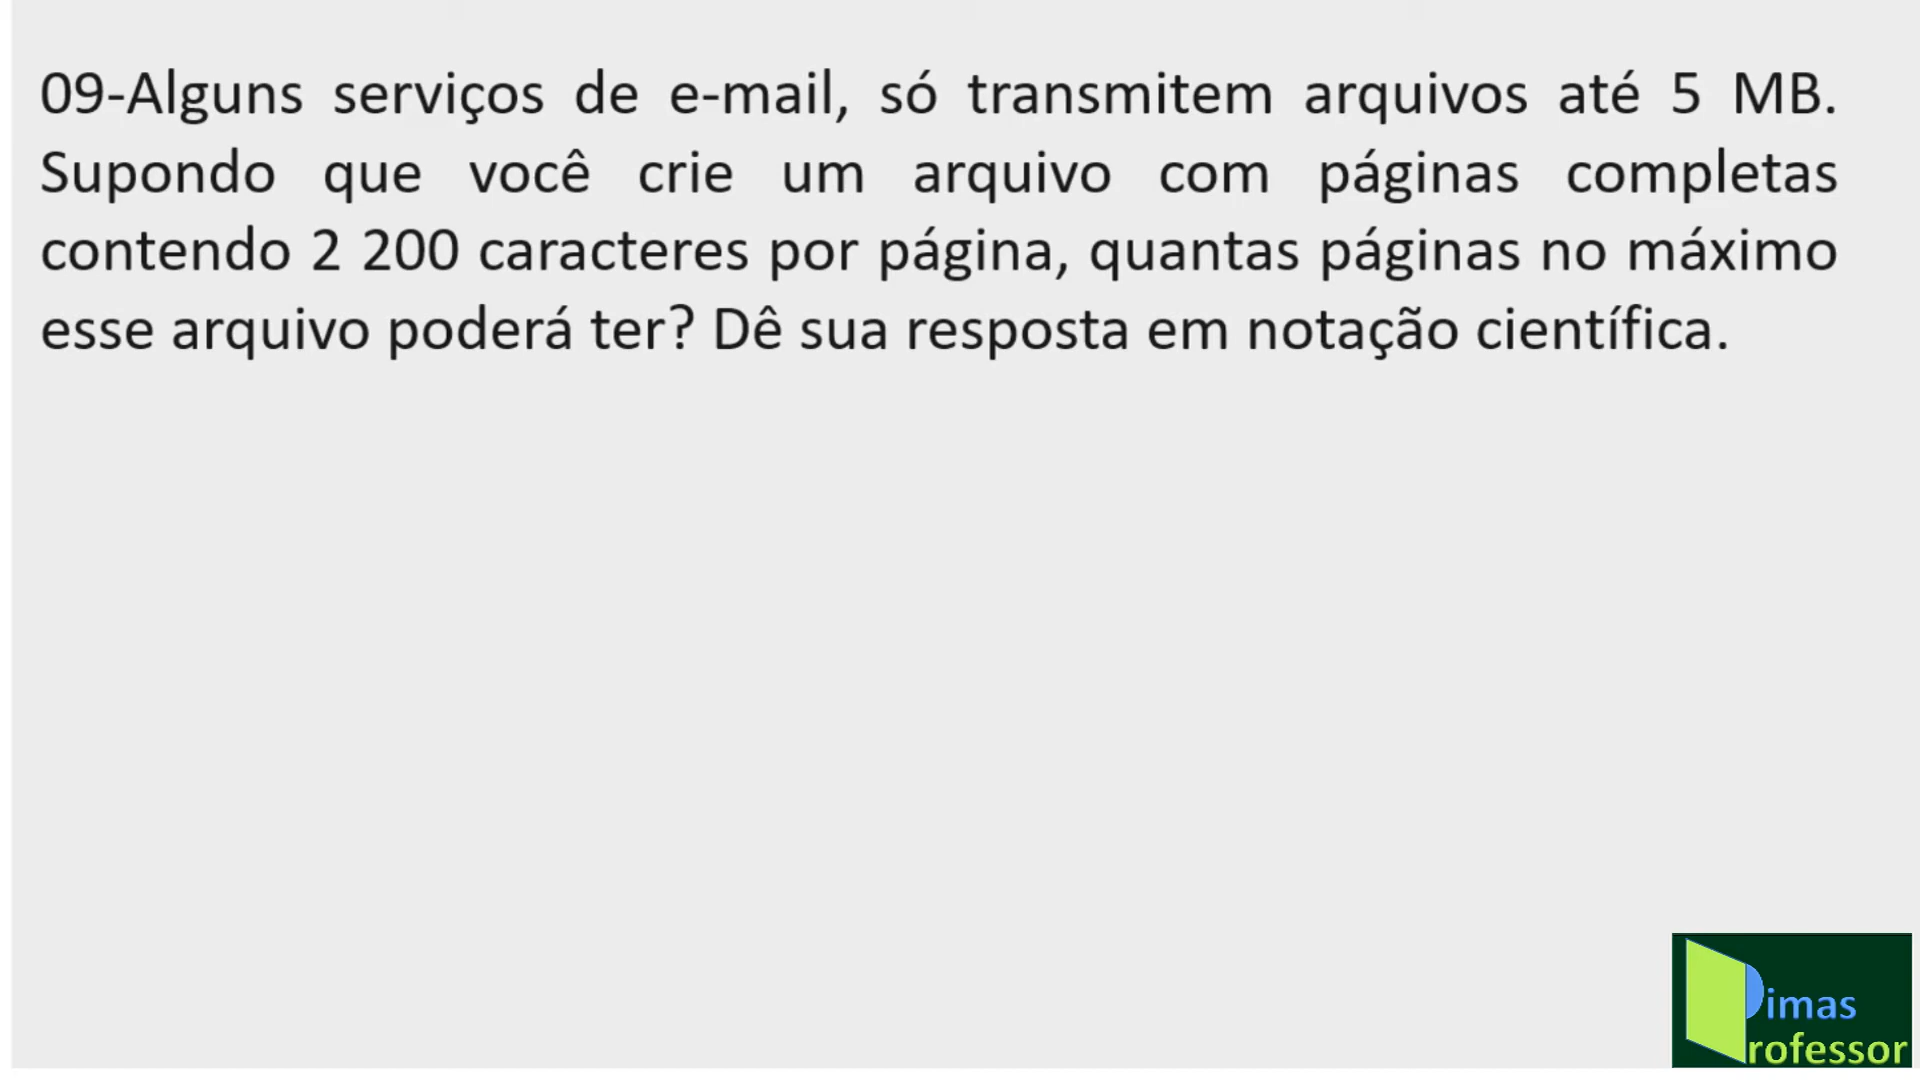 09-Alguns serviços de e-mail, só transmitem arquivos até 5 MB.
Supondo que você crie um arquivo com páginas completas
contendo 2 200 caracteres por página, quantas páginas no máximo
esse arquivo poderá ter? Dê sua resposta em notação científica.
Dimas
Professor